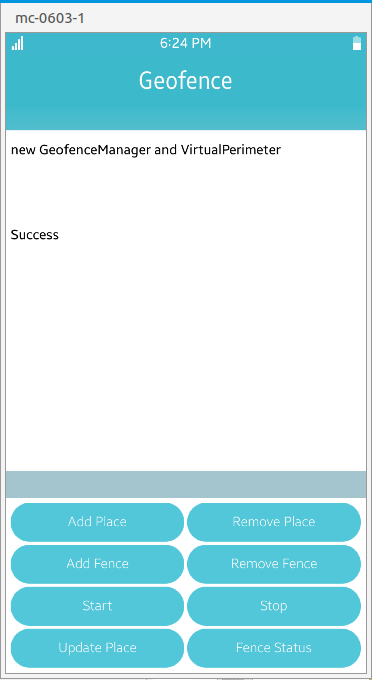 mc-0603-1
6:24 PM
Geofence
new GeofenceManager and VirtualPerimeter
Success
Add Place
Remove Place
Add Fence
Remove Fence
Start
Stop
Update Place
Fence Status